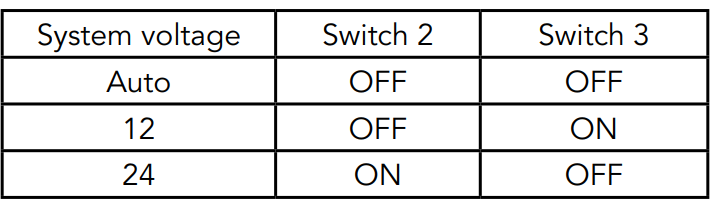 System voltage Switch 2 Switch 3
Auto OFF OFF
12 OFF ON
24 ON OFF